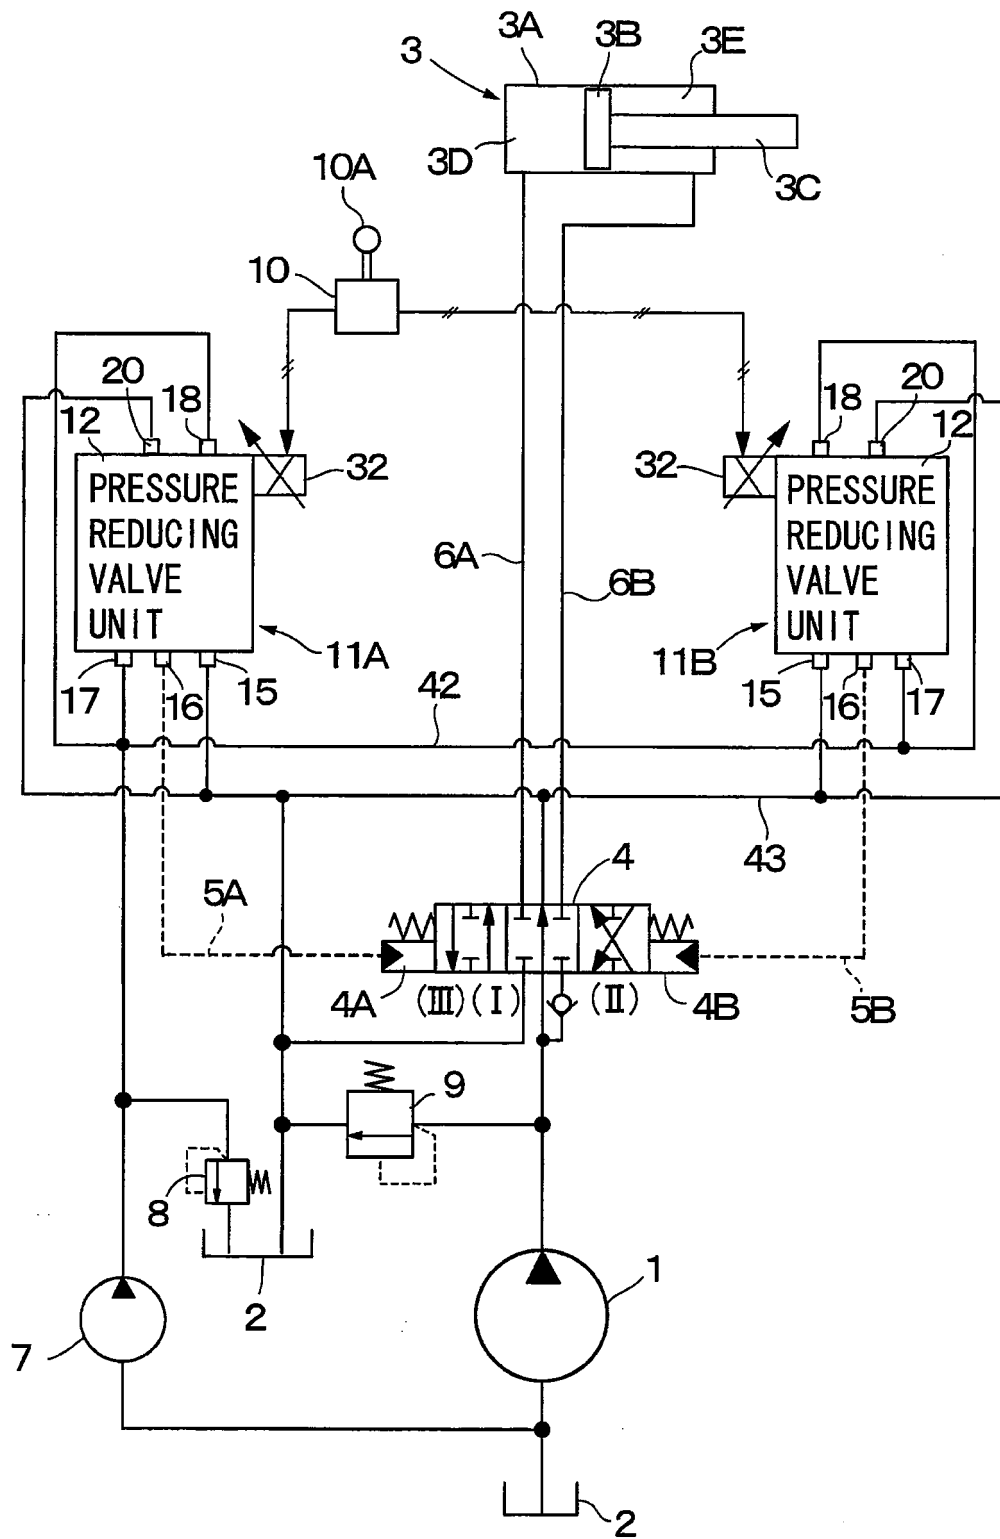 3A
3B
3E
3
3D
3C
10A
10
20
18
12
32
PRESSURE
REDUCING
VALVE
UNIT
11A
17
16
15
18
20
12
32
PRESSURE
REDUCING
VALVE
UNIT
11B
15
16
17
6A
6B
42
43
4
5A
4A
(III)
(I)
(II)
4B
5B
9
8
2
1
7
2